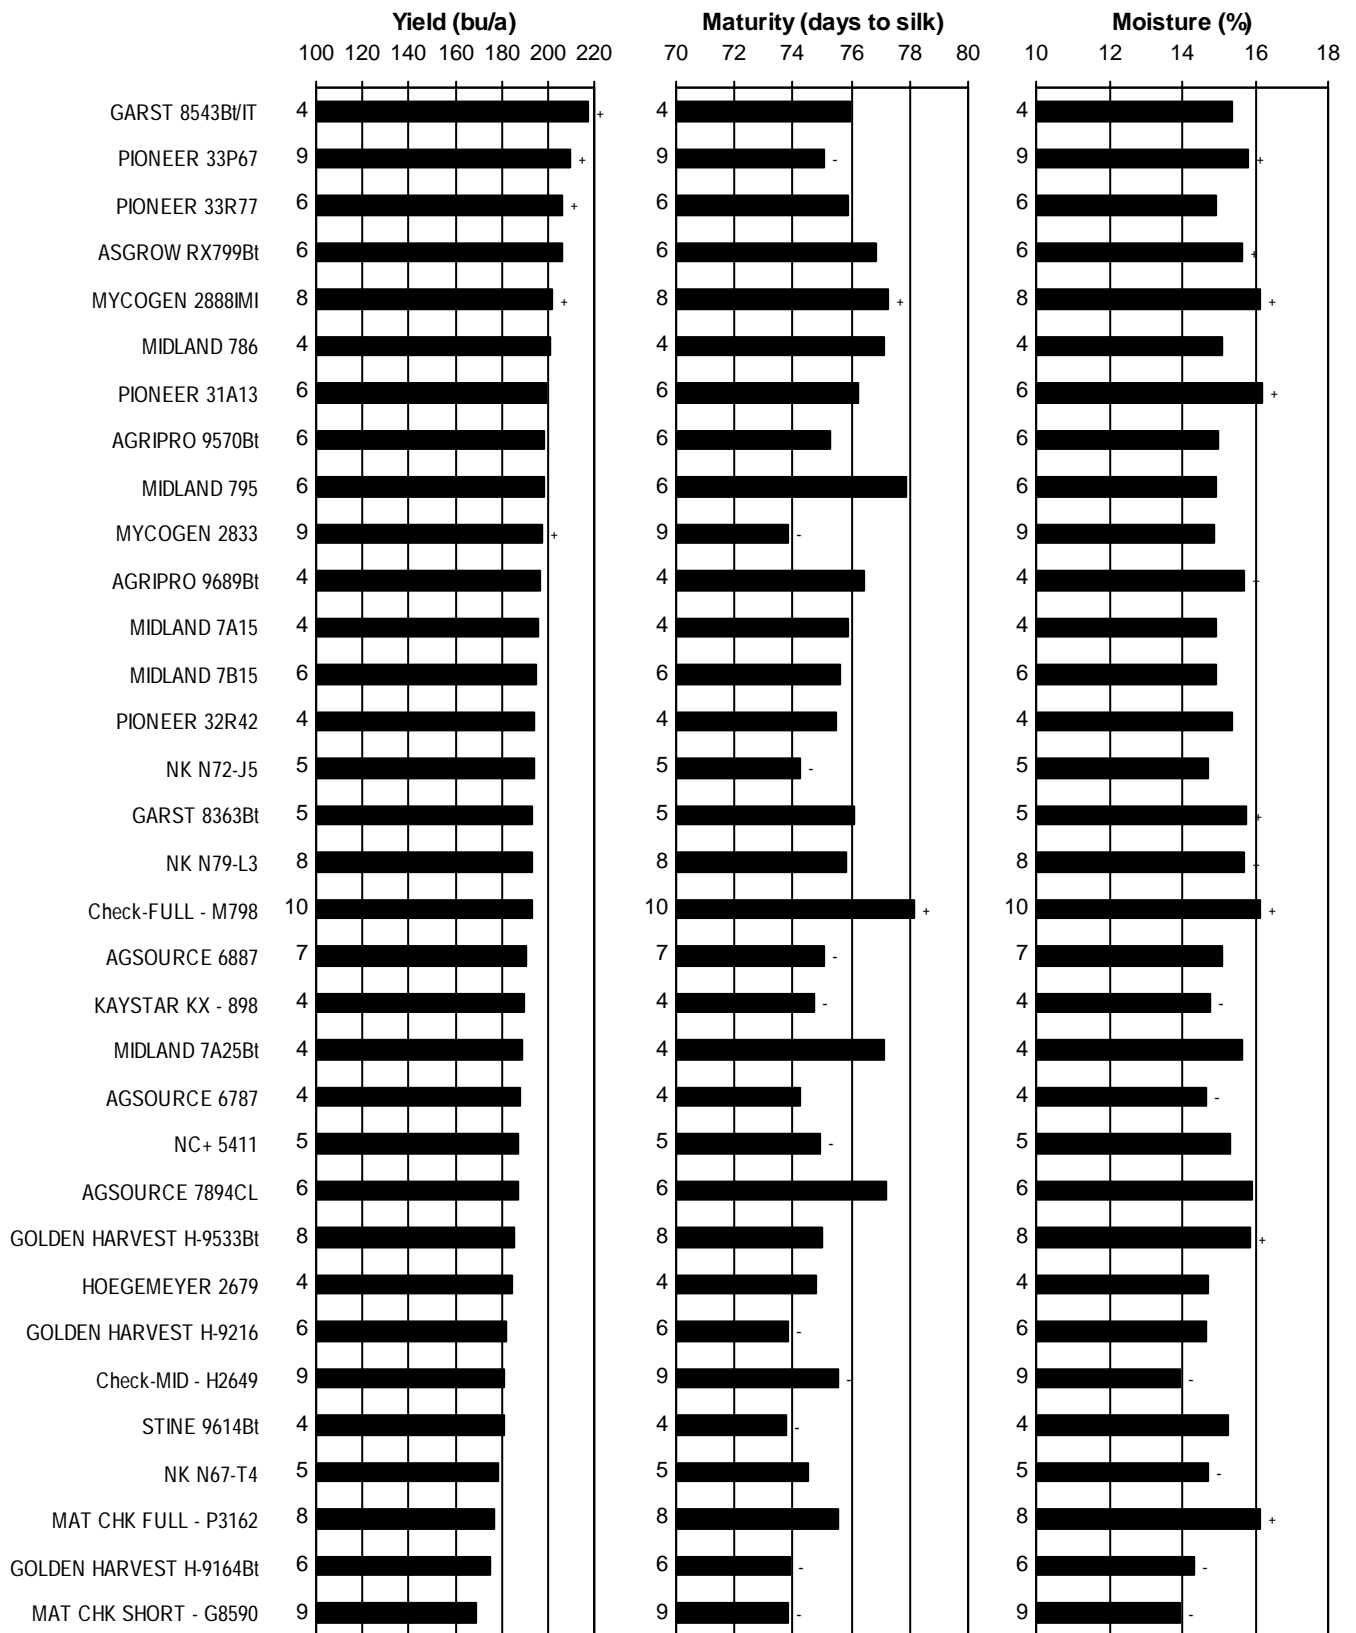 Yield (bu/a) Maturity (days to silk) Moisture (%)
100 120 140 160 180 200 220 70 72 74 76 78 80 10 12 14 16 18
GARST 8543Bt/IT 4 + 4 4
PIONEER 33P67 9 + 9 - 9 +
PIONEER 33R77 6 + 6 6
ASGROW RX799Bt 6 6 6 +
MYCOGEN 2888IMI 8 + 8 + 8 +
MIDLAND 786 4 4 4
PIONEER 31A13 6 6 6 +
AGRIPRO 9570Bt 6 6 6
MIDLAND 795 6 6 6
MYCOGEN 2833 9 + 9 - 9
AGRIPRO 9689Bt 4 4 4
MIDLAND 7A15 4 4 4
MIDLAND 7B15 6 6 6
PIONEER 32R42 4 4 4
NK N72-J5 5 5 - 5
GARST 8363Bt 5 5 5 +
NK N79-L3 8 8 8
Check-FULL - M798 10 10 + 10 +
AGSOURCE 6887 7 7 - 7
KAYSTAR KX - 898 4 4 - 4 -
MIDLAND 7A25Bt 4 4 4
AGSOURCE 6787 4 4 4 -
NC+ 5411 5 5 - 5
AGSOURCE 7894CL 6 6 6
GOLDEN HARVEST H-9533Bt 8 8 8 +
HOEGEMEYER 2679 4 4 4
GOLDEN HARVEST H-9216 6 6 - 6
Check-MID - H2649 9 9 - 9 -
STINE 9614Bt 4 4 - 4
NK N67-T4 5 5 5 -
MAT CHK FULL - P3162 8 8 8 +
GOLDEN HARVEST H-9164Bt 6 6 - 6 -
MAT CHK SHORT - G8590 9 9 - 9 -